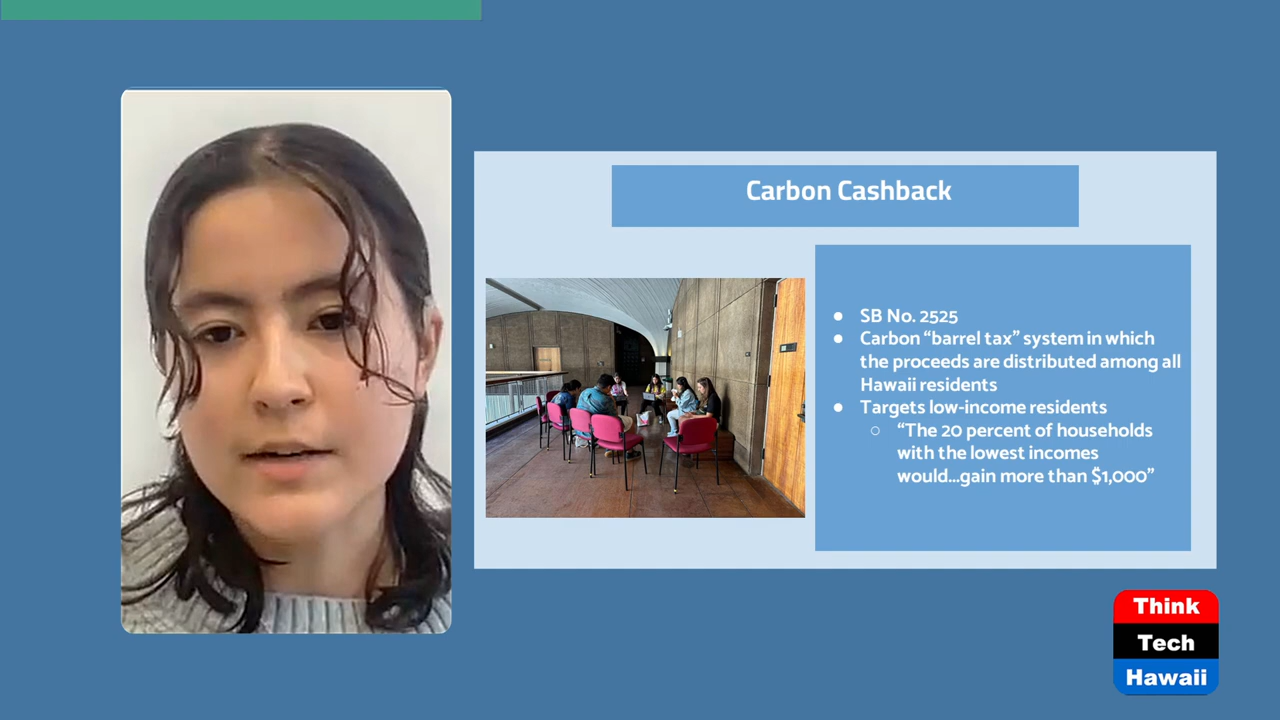 Carbon Cashback
● SB No. 2525
● Carbon “barrel tax” system in which
the proceeds are distributed among all
Hawaii residents
● Targets low-income residents
○ “The 20 percent of households
with the lowest incomes
would...gain more than $1,000”
Think
Tech
Hawaii